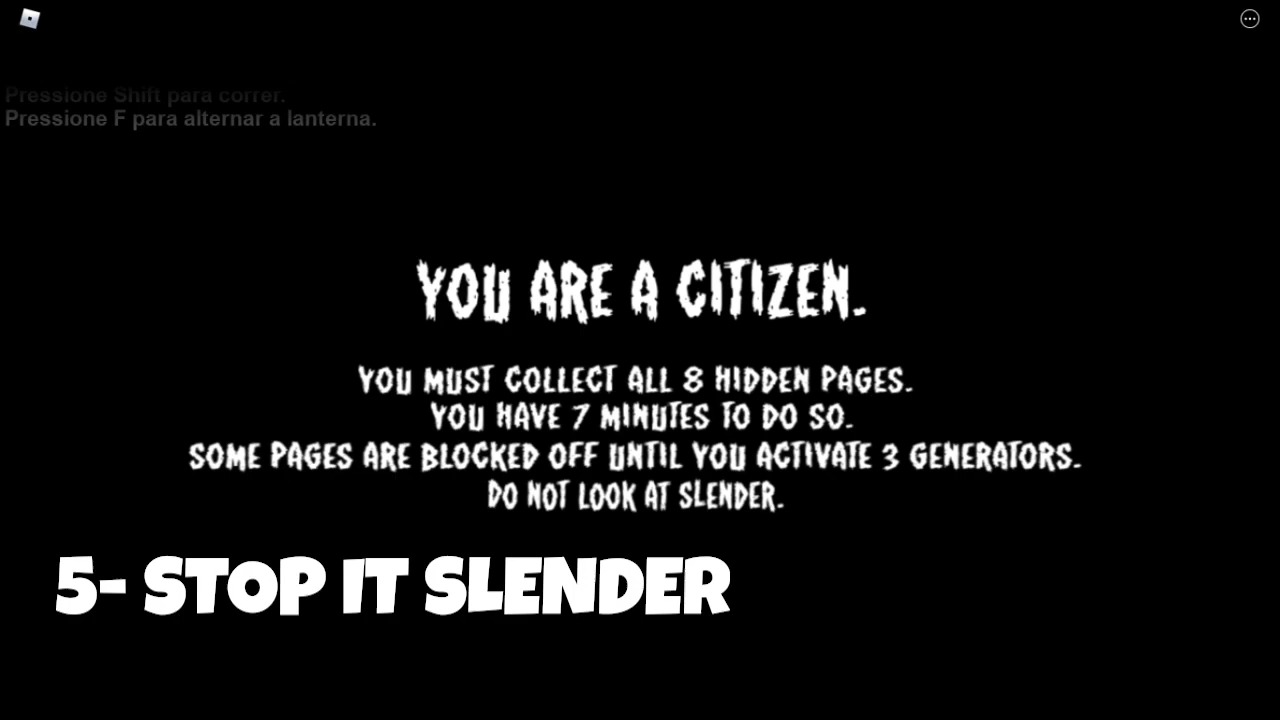 Pressione Shift para correr.
Pressione F para alternar a lanterna.
YOU ARE A CITIZEN.
YOU MUST COLLECT ALL 8 HIDDEN PAGES.
YOU HAVE 7 MINUTES TO DO SO.
SOME PAGES ARE BLOCKED OFF UNTIL YOU ACTIVATE 3 GENERATORS.
DO NOT LOOK AT SLENDER.
5- STOP IT SLENDER